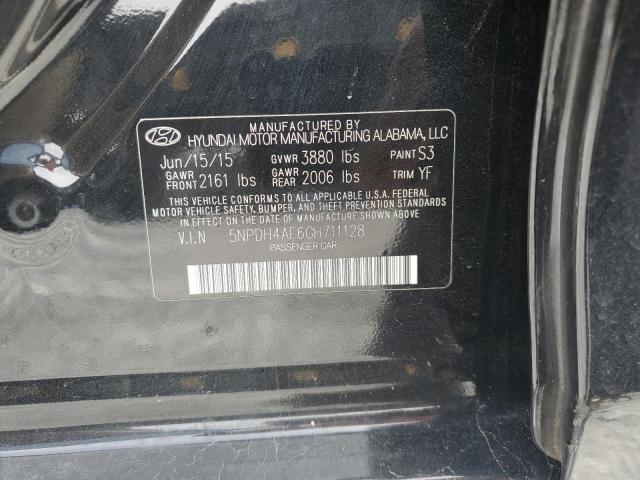 MANUFACTURED BY
HYUNDAI MOTOR MANUFACTURING ALABAMA, LLC
Jun/15/15 GVWR 3880 lbs PAINT S3
GAWR FRONT 2161 lbs GAWR REAR 2006 lbs TRIM YF
THIS VEHICLE CONFORMS TO ALL APPLICABLE U.S.A. FEDERAL
MOTOR VEHICLE SAFETY, BUMPER, AND THEFT PREVENTION STANDARDS
IN EFFECT ON THE DATE OF MANUFACTURE SHOWN ABOVE
V.I.N 5NPDH4AE6GH711128
PASSENGER CAR